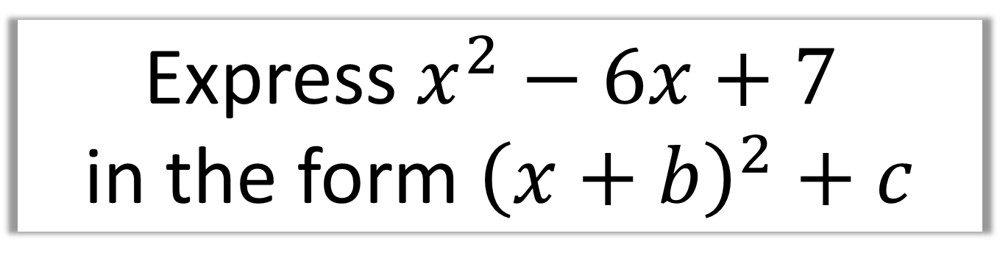 Express x² − 6x + 7
in the form (x + b)² + c